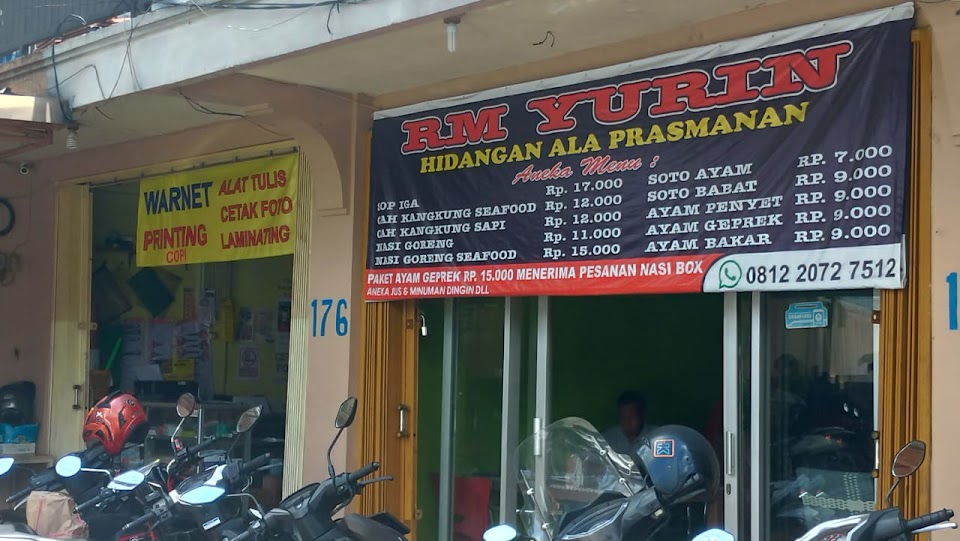 WARNET
PRINTING
COPI
ALAT TULIS
CETAK FOTO
LAMINATING
176
RM YURIN
HIDANGAN ALA PRASMANAN
Aneka Menu :
IGA Rp. 17.000
KANGKUNG SEAFOOD Rp. 12.000
KANGKUNG SAPI Rp. 12.000
NASI GORENG Rp. 11.000
NASI GORENG SEAFOOD Rp. 15.000
SOTO AYAM RP. 7.000
SOTO BABAT RP. 9.000
AYAM PENYET RP. 9.000
AYAM GEPREK RP. 9.000
AYAM BAKAR RP. 9.000
PAKET AYAM GEPREK RP. 15.000 MENERIMA PESANAN NASI BOX
ANEKA JUS & MINUMAN DINGIN DLL
0812 2072 7512